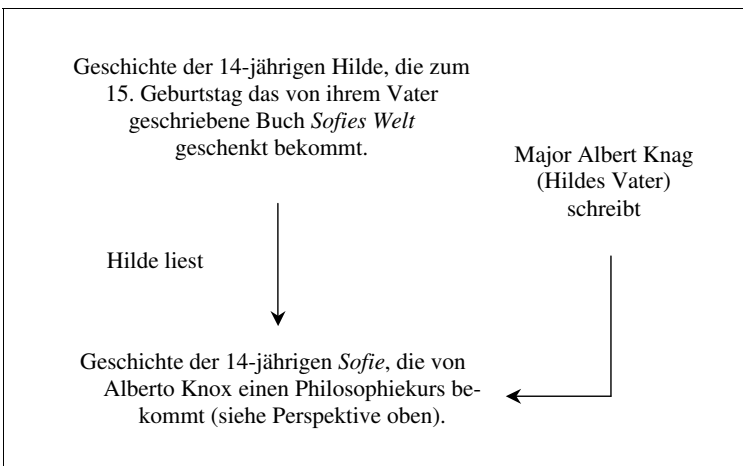 Geschichte der 14-jährigen Hilde, die zum
15. Geburtstag das von ihrem Vater
geschriebene Buch Sofies Welt
geschenkt bekommt.
Major Albert Knag
(Hildes Vater)
schreibt
Hilde liest
Geschichte der 14-jährigen Sofie, die von
Alberto Knox einen Philosophiekurs be-
kommt (siehe Perspektive oben).